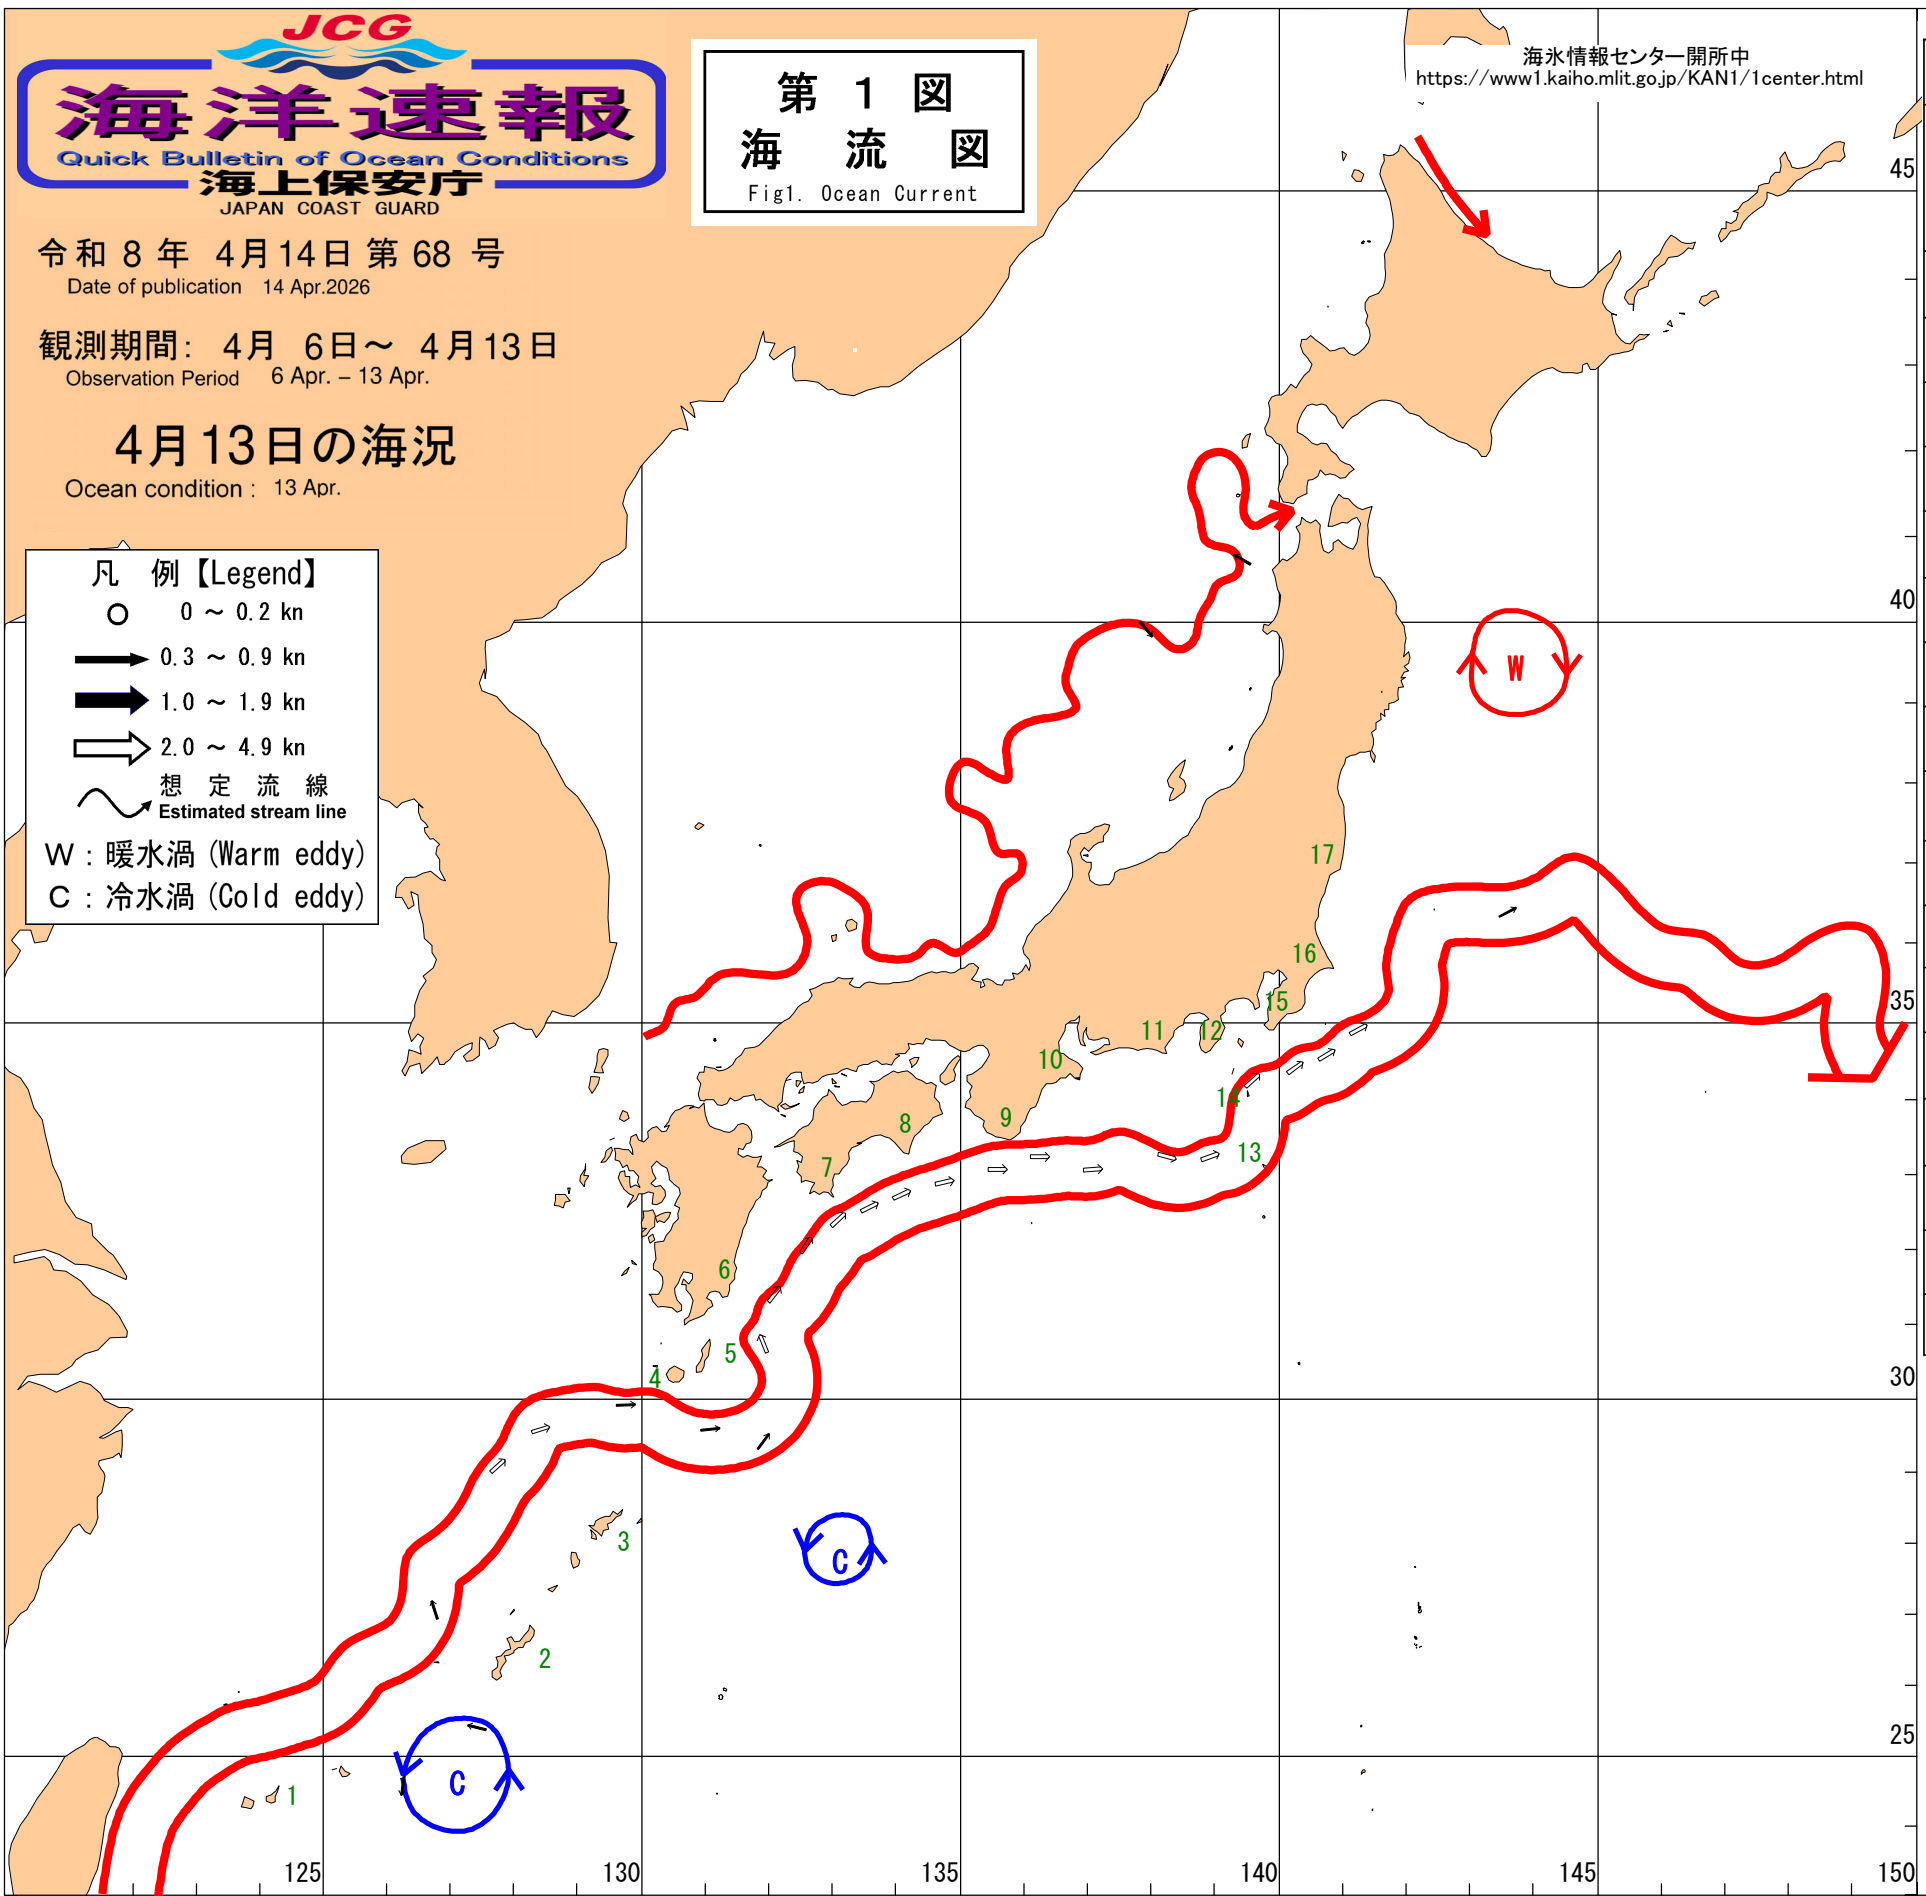 JCG
海洋速報
Quick Bulletin of Ocean Conditions
海上保安庁
JAPAN COAST GUARD
令和 8 年 4月14日 第 68 号
Date of publication 14 Apr.2026
観測期間: 4月 6日~ 4月13日
Observation Period 6 Apr. – 13 Apr.
4月13日の海況
Ocean condition : 13 Apr.
第 1 図
海 流 図
Fig1. Ocean Current
海氷情報センター開所中
https://www1.kaiho.mlit.go.jp/KAN1/1center.html
凡 例【Legend】
0 ~ 0.2 kn
0.3 ~ 0.9 kn
1.0 ~ 1.9 kn
2.0 ~ 4.9 kn
想 定 流 線
Estimated stream line
W : 暖水渦 (Warm eddy)
C : 冷水渦 (Cold eddy)
45
40
W
17
16
35
15
12
11
10
14
9
8
13
7
6
5
4
30
3
C
2
25
C
1
125
130
135
140
145
150